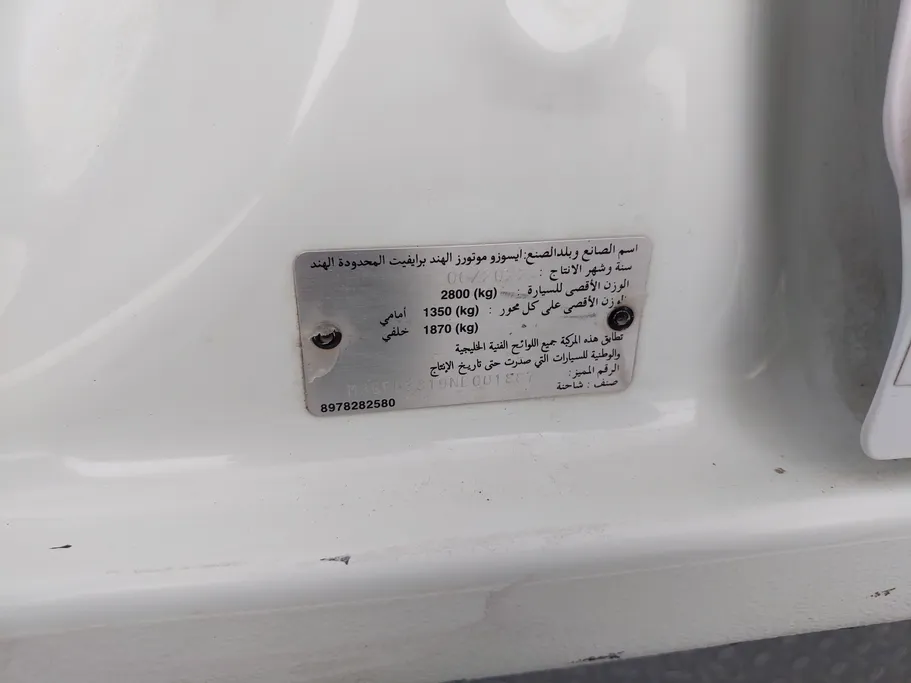 اسم الصانع وبلدالصنع:ايسوزو موتورز الهند برايفيت المحدودة الهند
سنة وشهر الانتاج :
الوزن الأقصى للسيارة : 2800 (kg)
الوزن الأقصى على كل محور : 1350 (kg) أمامي
1870 (kg) خلفي
تطابق هذه المركبة جميع اللوائح الفنية الخليجية
والوطنية للسيارات التي صدرت حتى تاريخ الإنتاج
الرقم المميز:
صنف : شاحنة
8978282580